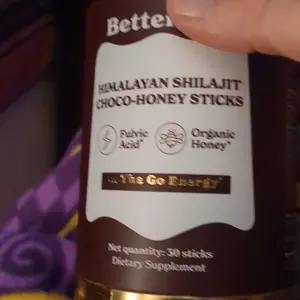 Better
HIMALAYAN SHILAJIT
CHOCO-HONEY STICKS
Fulvic
Acid*
Organic
Honey*
The Go Energy*
Net quantity: 30 sticks
Dietary Supplement